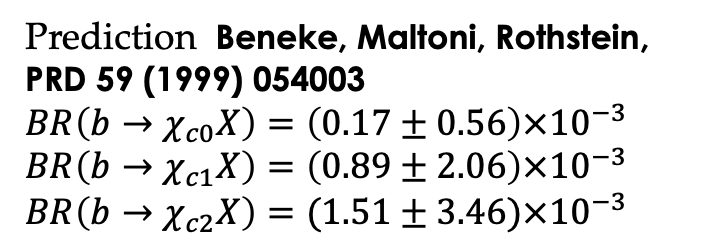 Prediction Beneke, Maltoni, Rothstein,
PRD 59 (1999) 054003
BR(b → χc0X) = (0.17 ± 0.56)×10⁻³
BR(b → χc1X) = (0.89 ± 2.06)×10⁻³
BR(b → χc2X) = (1.51 ± 3.46)×10⁻³